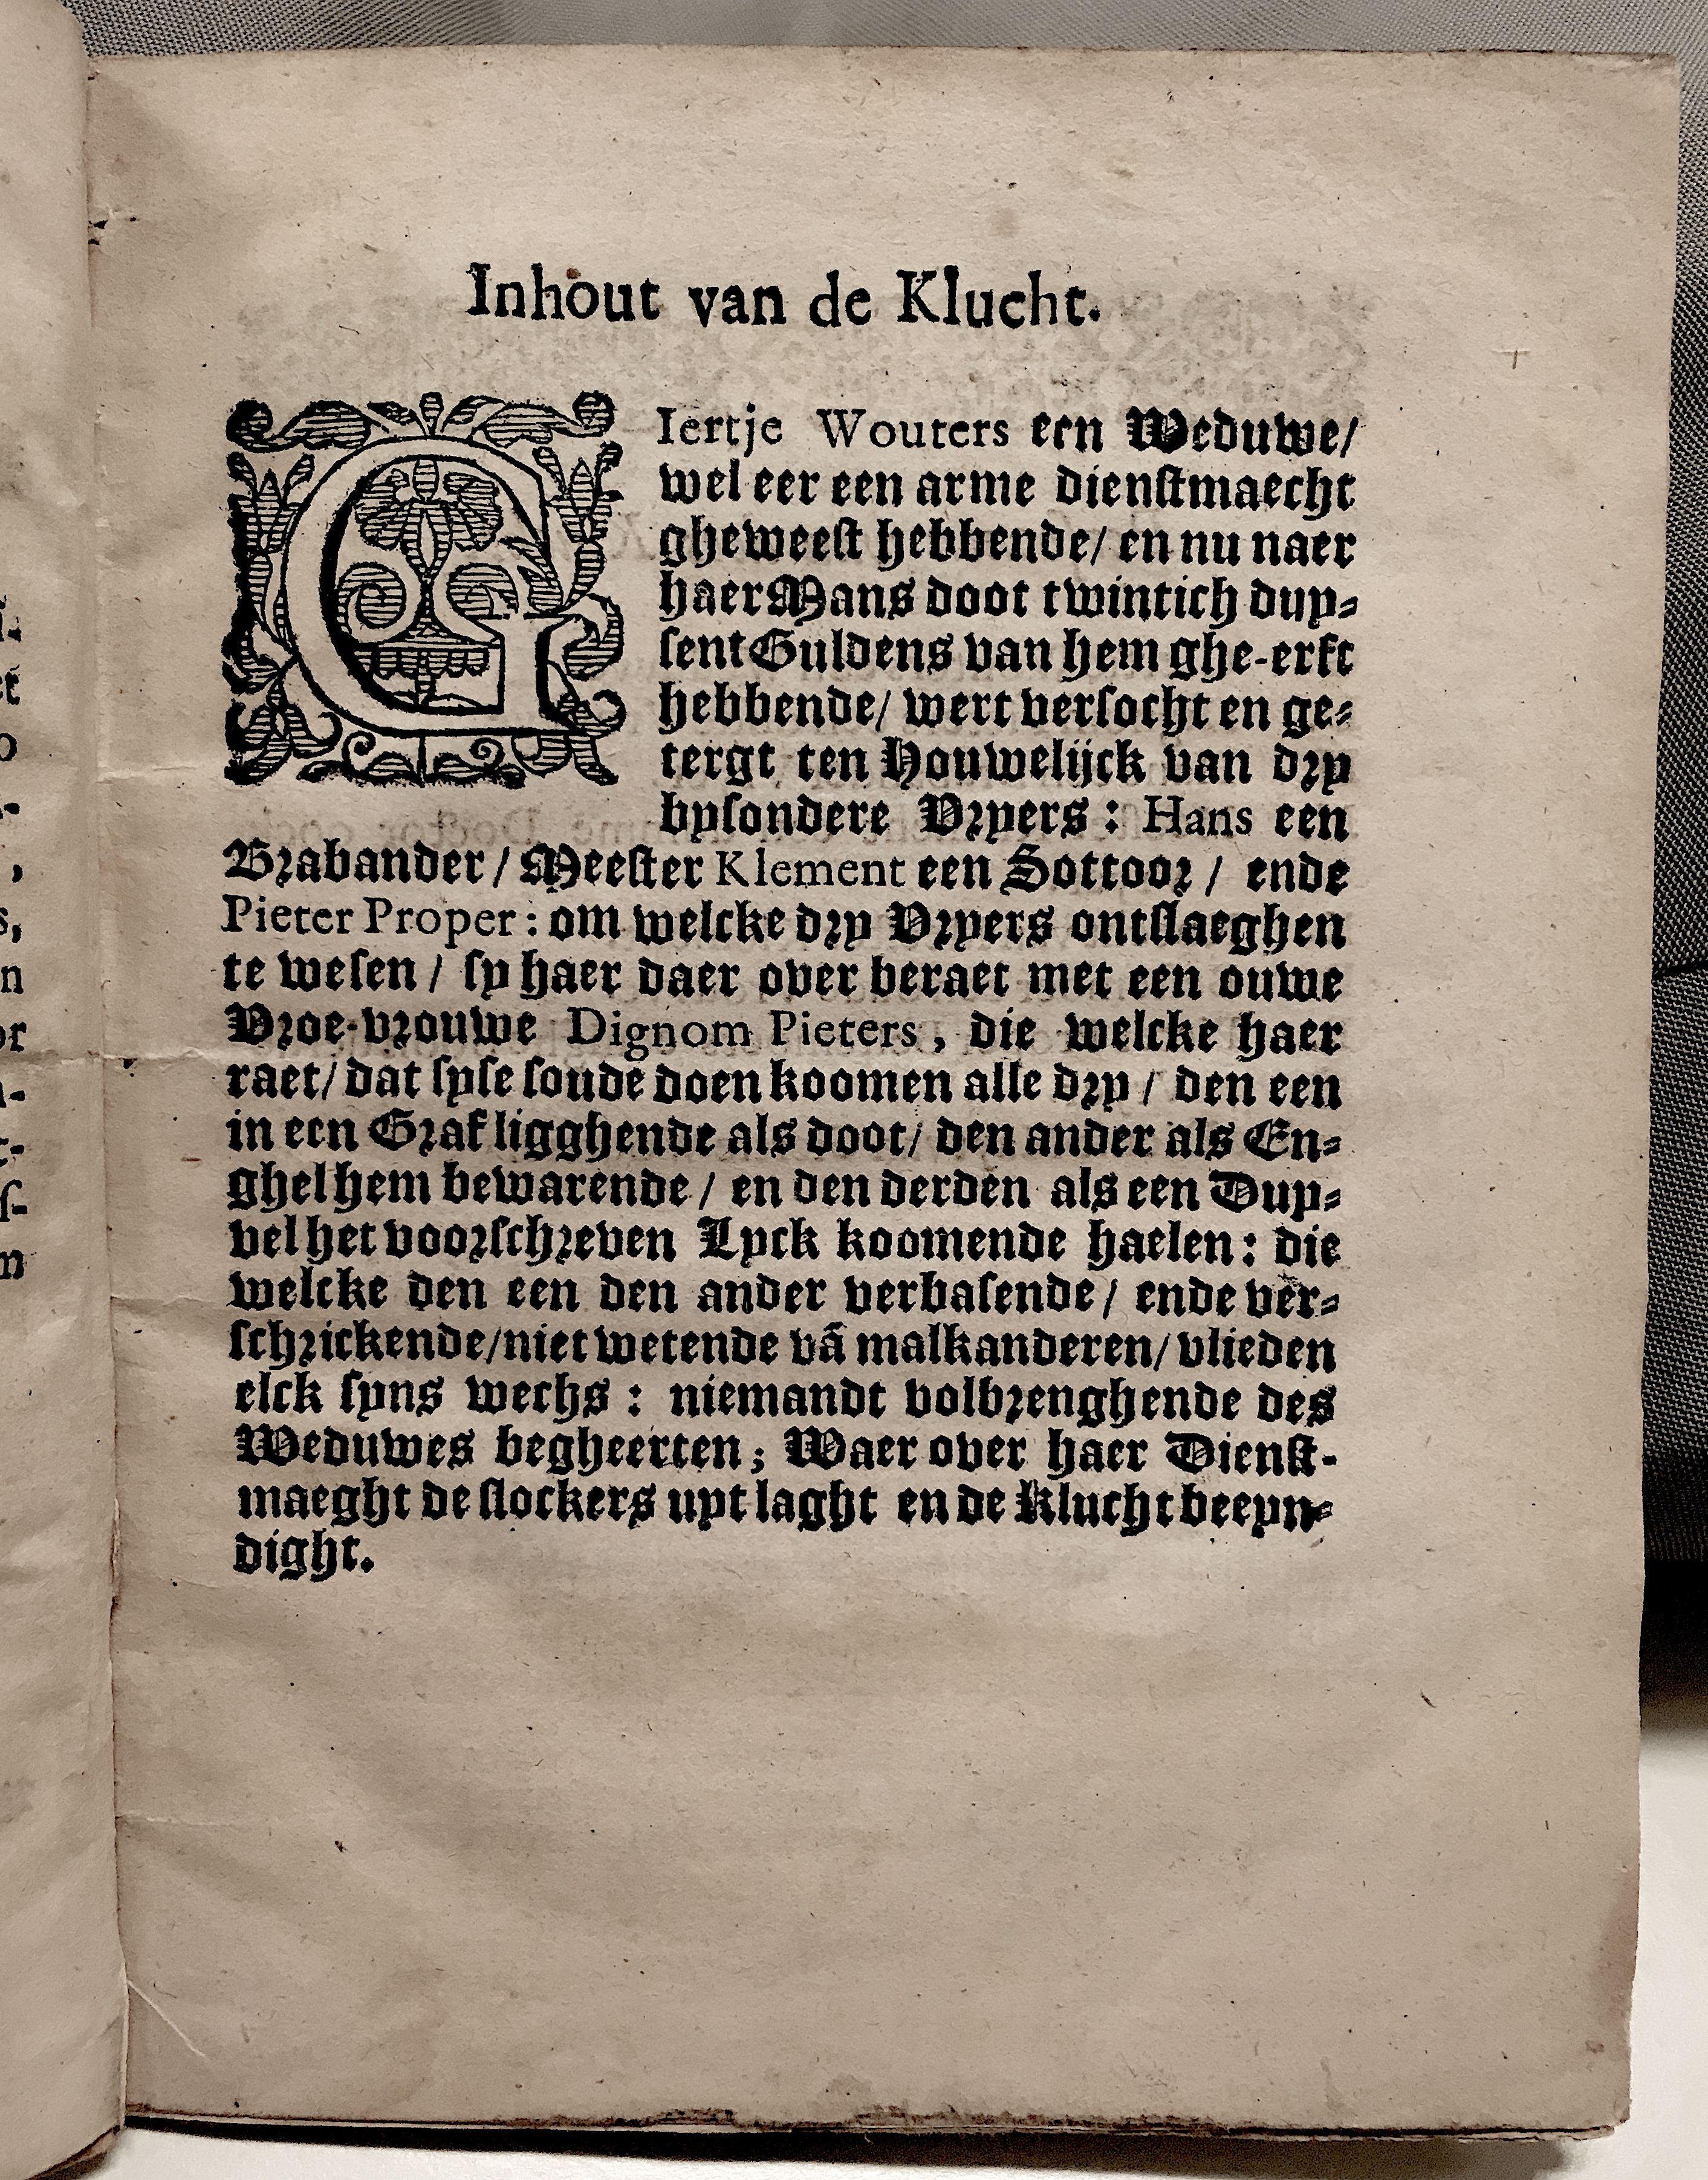 Inhout van de Klucht.
GIertje Wouters een Weduwe/
wel eer een arme dienstmaecht
gheweest hebbende/ en nu naer
haer Mans doot twintich duy-
sent Guldens van hem ghe-erft
hebbende/ wert versocht en ge-
tergt ten Houwelijck van dry
bysondere Vryers : Hans een
Brabander / Meester Klement een Sottoor / ende
Pieter Proper : om welcke dry Vryers ontslaeghen
te wesen / sy haer daer over beraet met een ouwe
Vroe-vrouwe Dignom Pieters, die welcke haer
raet/ dat syse soude doen koomen alle dry / den een
in een Graf ligghende als doot/ den ander als En-
ghel hem bewarende / en den derden als een Duy-
vel het voorschreven Lyck koomende haelen : die
welcke den een den ander verbasende/ ende ver-
schrickende/niet wetende vã malkanderen/ vlieden
elck syns wechs : niemandt volbrenghende des
Weduwes begheerten; Waer over haer Dienst-
maeght de slockers uyt laght en de Klucht beeyn-
dight.